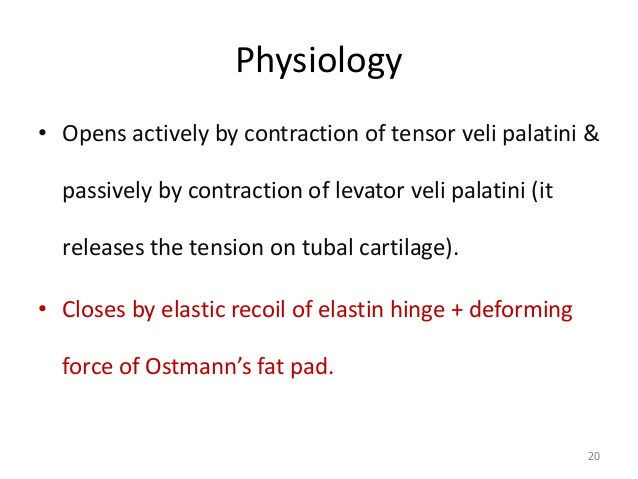 Physiology
• Opens actively by contraction of tensor veli palatini &
passively by contraction of levator veli palatini (it
releases the tension on tubal cartilage).
• Closes by elastic recoil of elastin hinge + deforming
force of Ostmann’s fat pad.
20